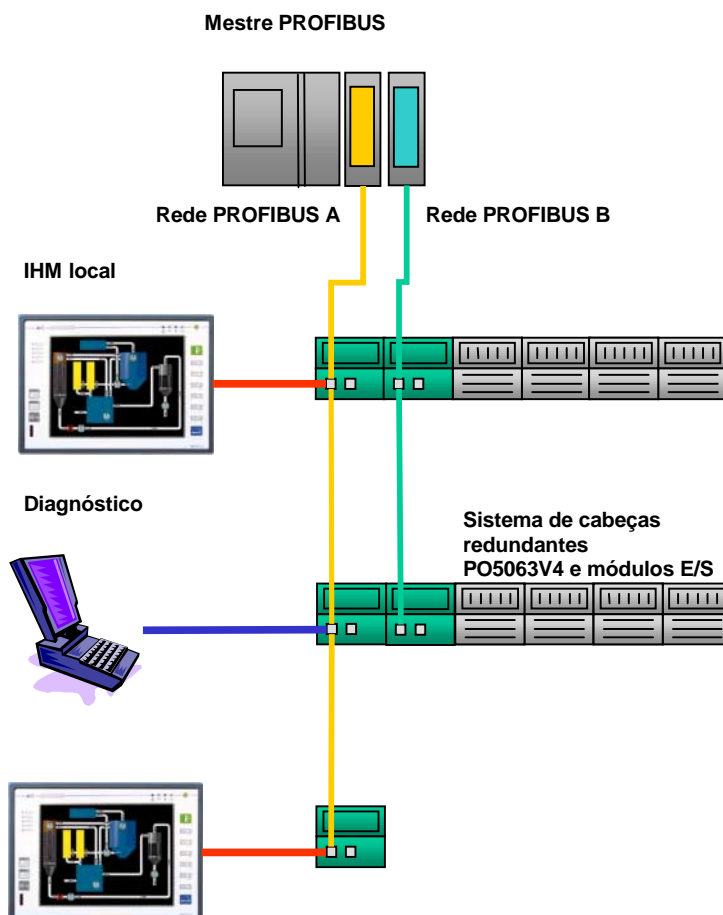 Mestre PROFIBUS
Rede PROFIBUS A
Rede PROFIBUS B
IHM local
Diagnóstico
Sistema de cabeças
redundantes
PO5063V4 e módulos E/S